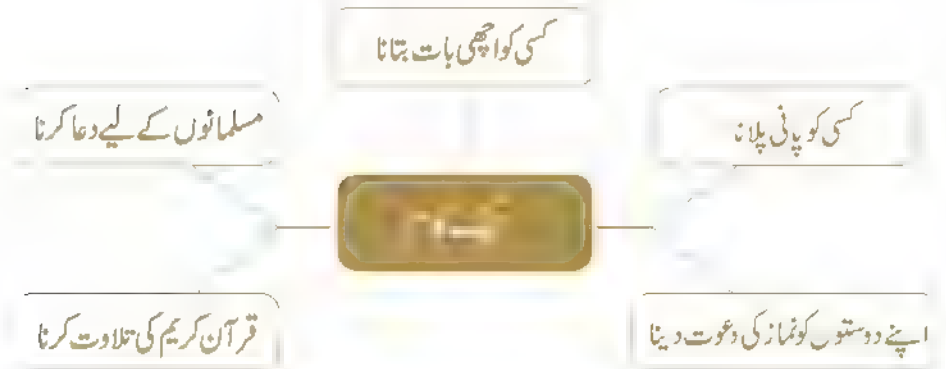 کسی کو اچھی بات بتانا
کسی کو پانی پلانا
مسلمانوں کے لیے دعا کرنا
اپنے دوستوں کو نماز کی دعوت دینا
قرآن کریم کی تلاوت کرنا